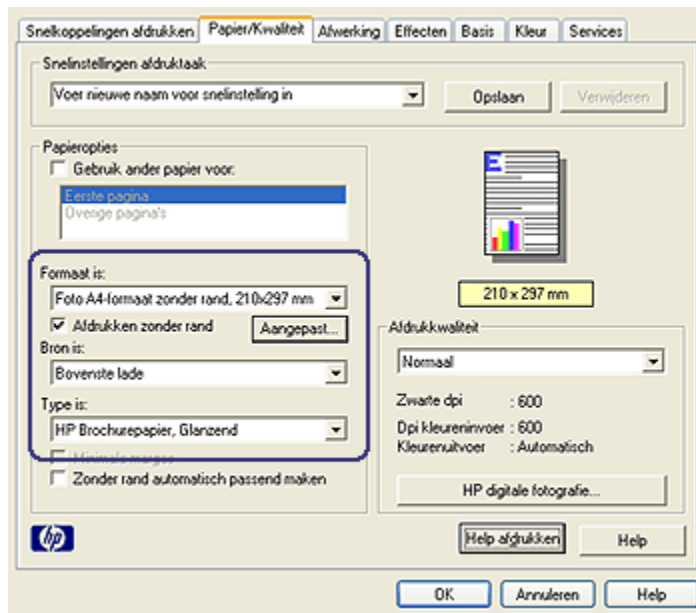 Snelkoppelingen afdrukken Papier/Kwaliteit Afwerking Effecten Basis Kleur Services
Snelinstellingen afdruktaak
Voer nieuwe naam voor snelinstelling in Opslaan Verwijderen
Papieropties
Gebruik ander papier voor:
Eerste pagina
Overige pagina's
E
Formaat is:
Foto A4-formaat zonder rand, 210x297 mm
210 x 297 mm
Afdrukken zonder rand Aangepast...
Afdrukkwaliteit
Bron is:
Bovenste lade
Normaal
Type is:
Zwarte dpi : 600
HP Brochurepapier, Glanzend
Dpi kleureninvoer : 600
Kleurenuitvoer : Automatisch
Minimale marges
Zonder rand automatisch passend maken
HP digitale fotografie...
hp
Help afdrukken Help
OK Annuleren Help